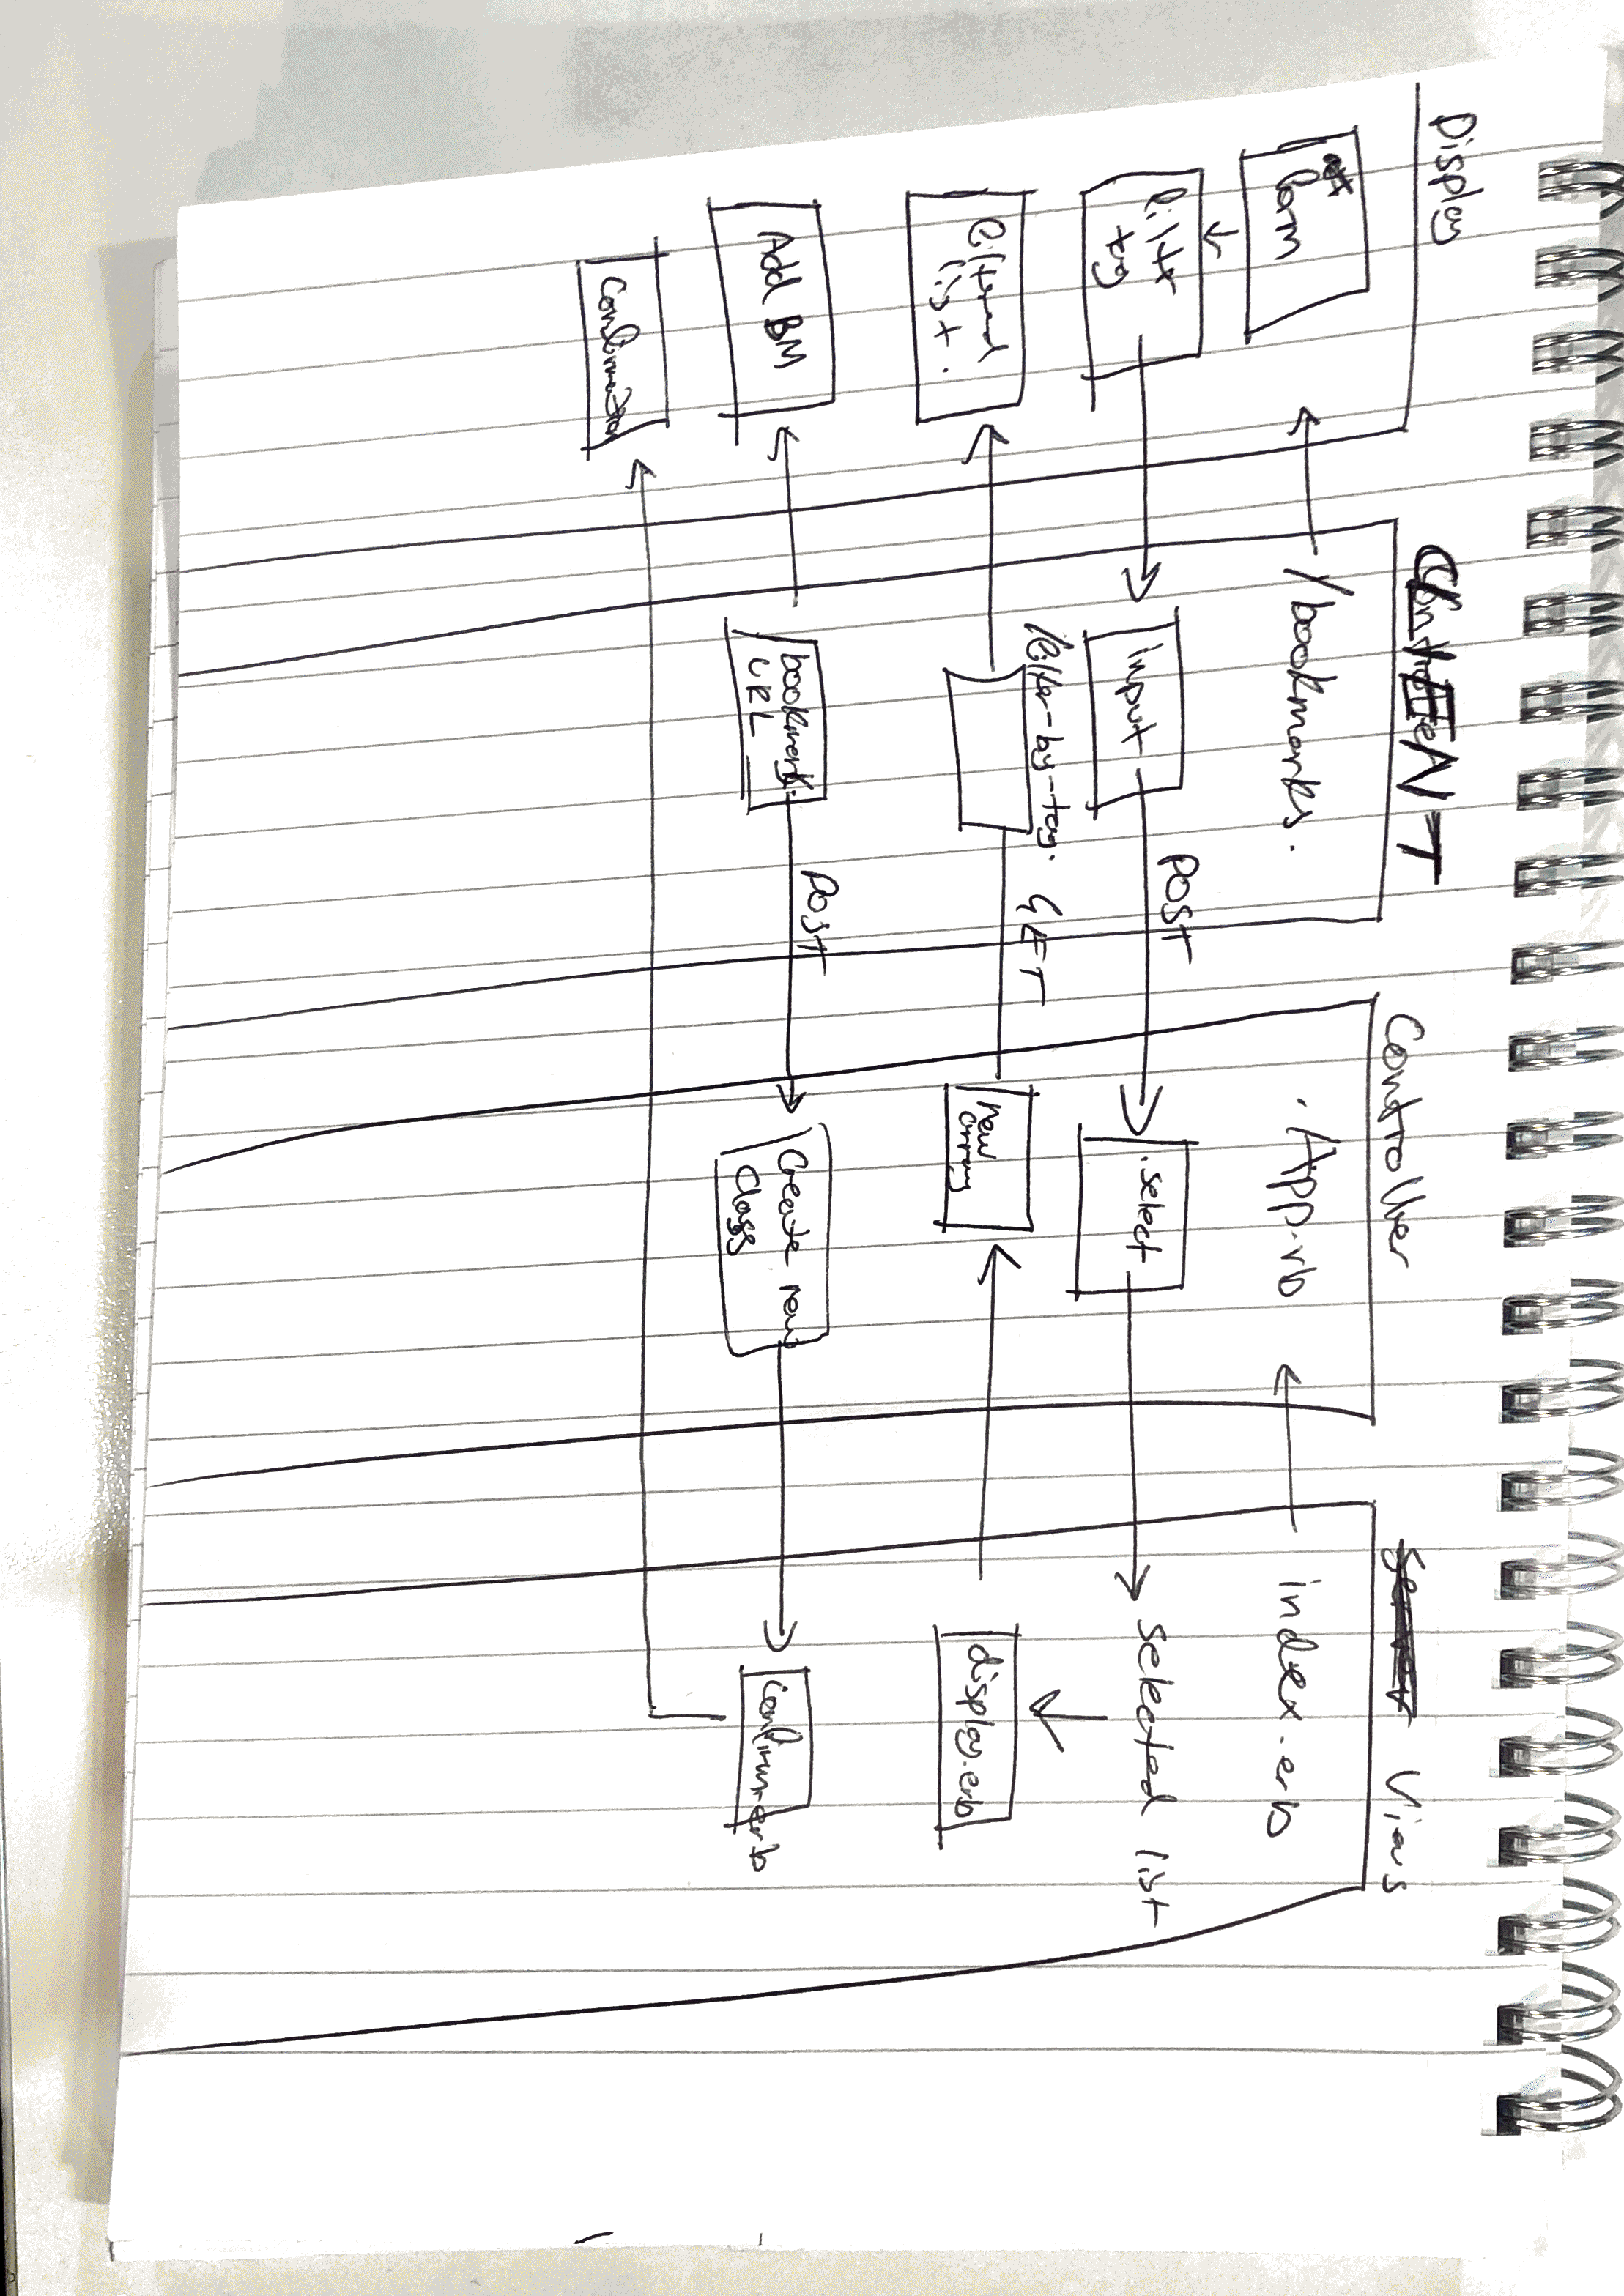 Display
CLIENT
Controller
Views
form
/bookmarks.
App.rb
index.erb
filter
tag
input
POST
.select
selected list
filtered
list.
/filter-by-tag.
GET
new
array
display.erb
Add BM
bookmark
URL
POST
Create new
Class
confirm.erb
Confirmation